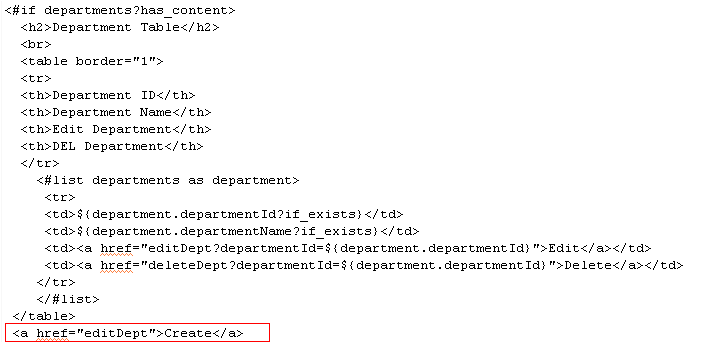 <#if departments?has_content>
<h2>Department Table</h2>
<br>
<table border="1">
<tr>
<th>Department ID</th>
<th>Department Name</th>
<th>Edit Department</th>
<th>DEL Department</th>
</tr>
<#list departments as department>
<tr>
<td>${department.departmentId?if_exists}</td>
<td>${department.departmentName?if_exists}</td>
<td><a href="editDept?departmentId=${department.departmentId}">Edit</a></td>
<td><a href="deleteDept?departmentId=${department.departmentId}">Delete</a></td>
</tr>
</#list>
</table>
<a href="editDept">Create</a>